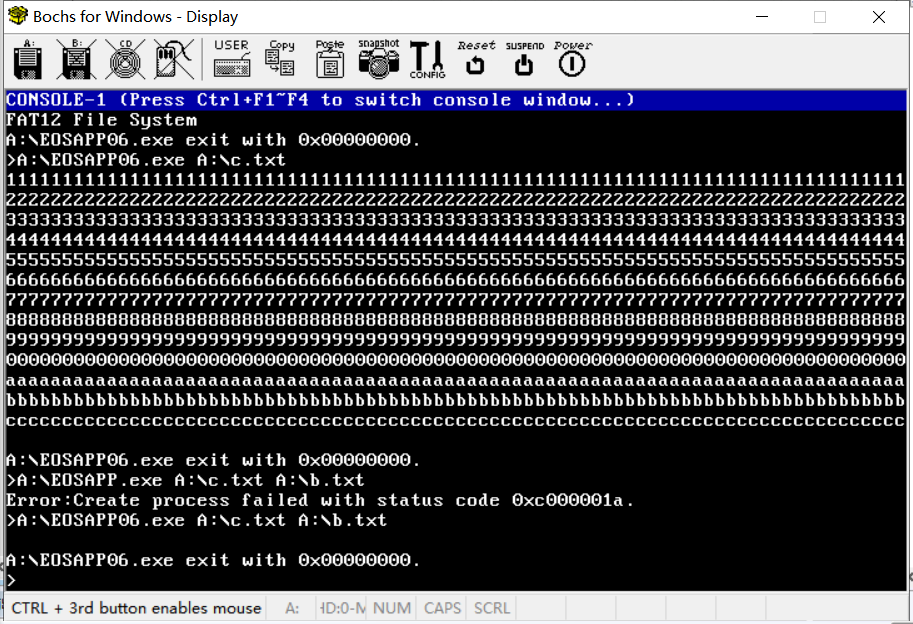 Bochs for Windows - Display
A: B: CD USER Copy Paste snapshot CONFIG Reset SUSPEND Power
CONSOLE-1 (Press Ctrl+F1~F4 to switch console window...)
FAT12 File System
A:\EOSAPP06.exe exit with 0x00000000.
>A:\EOSAPP06.exe A:\c.txt
11111111111111111111111111111111111111111111111111111111111111111111111111111111
22222222222222222222222222222222222222222222222222222222222222222222222222222222
33333333333333333333333333333333333333333333333333333333333333333333333333333333
44444444444444444444444444444444444444444444444444444444444444444444444444444444
55555555555555555555555555555555555555555555555555555555555555555555555555555555
66666666666666666666666666666666666666666666666666666666666666666666666666666666
77777777777777777777777777777777777777777777777777777777777777777777777777777777
88888888888888888888888888888888888888888888888888888888888888888888888888888888
99999999999999999999999999999999999999999999999999999999999999999999999999999999
00000000000000000000000000000000000000000000000000000000000000000000000000000000
aaaaaaaaaaaaaaaaaaaaaaaaaaaaaaaaaaaaaaaaaaaaaaaaaaaaaaaaaaaaaaaaaaaaaaaaaaaaaaaa
bbbbbbbbbbbbbbbbbbbbbbbbbbbbbbbbbbbbbbbbbbbbbbbbbbbbbbbbbbbbbbbbbbbbbbbbbbbbbbbb
cccccccccccccccccccccccccccccccccccccccccccccccccccccccccccccccccccccccccccccccc
A:\EOSAPP06.exe exit with 0x00000000.
>A:\EOSAPP.exe A:\c.txt A:\b.txt
Error:Create process failed with status code 0xc000001a.
>A:\EOSAPP06.exe A:\c.txt A:\b.txt
A:\EOSAPP06.exe exit with 0x00000000.
>
CTRL + 3rd button enables mouse A: HD:0-M NUM CAPS SCRL